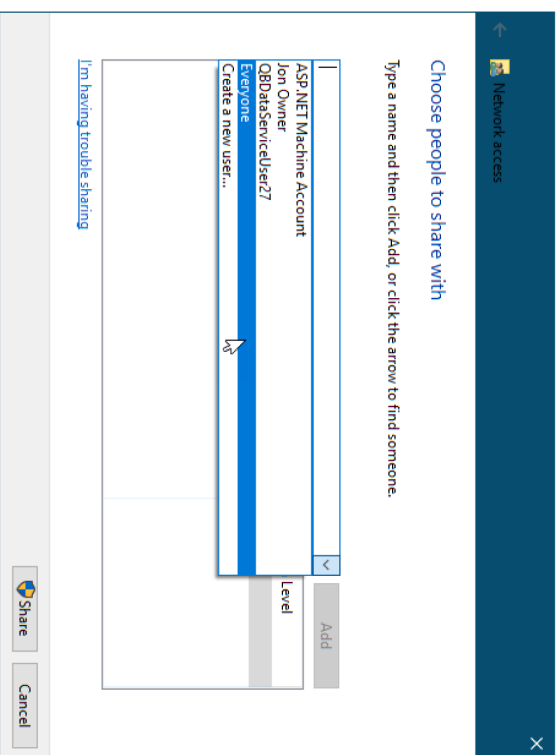 Network access
Choose people to share with
Type a name and then click Add, or click the arrow to find someone.
Add
ASP.NET Machine Account
Jon Owner
QBDataServiceUser27
Everyone
Create a new user...
Level
I'm having trouble sharing
Share
Cancel